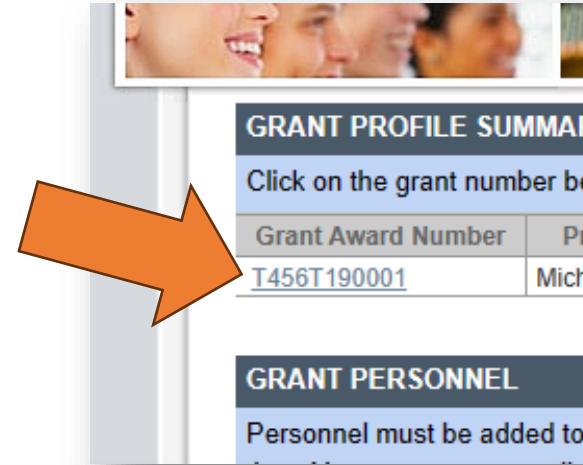 GRANT PROFILE SUMMA
Click on the grant number b
Grant Award Number
T456T190001 Mich
GRANT PERSONNEL
Personnel must be added to